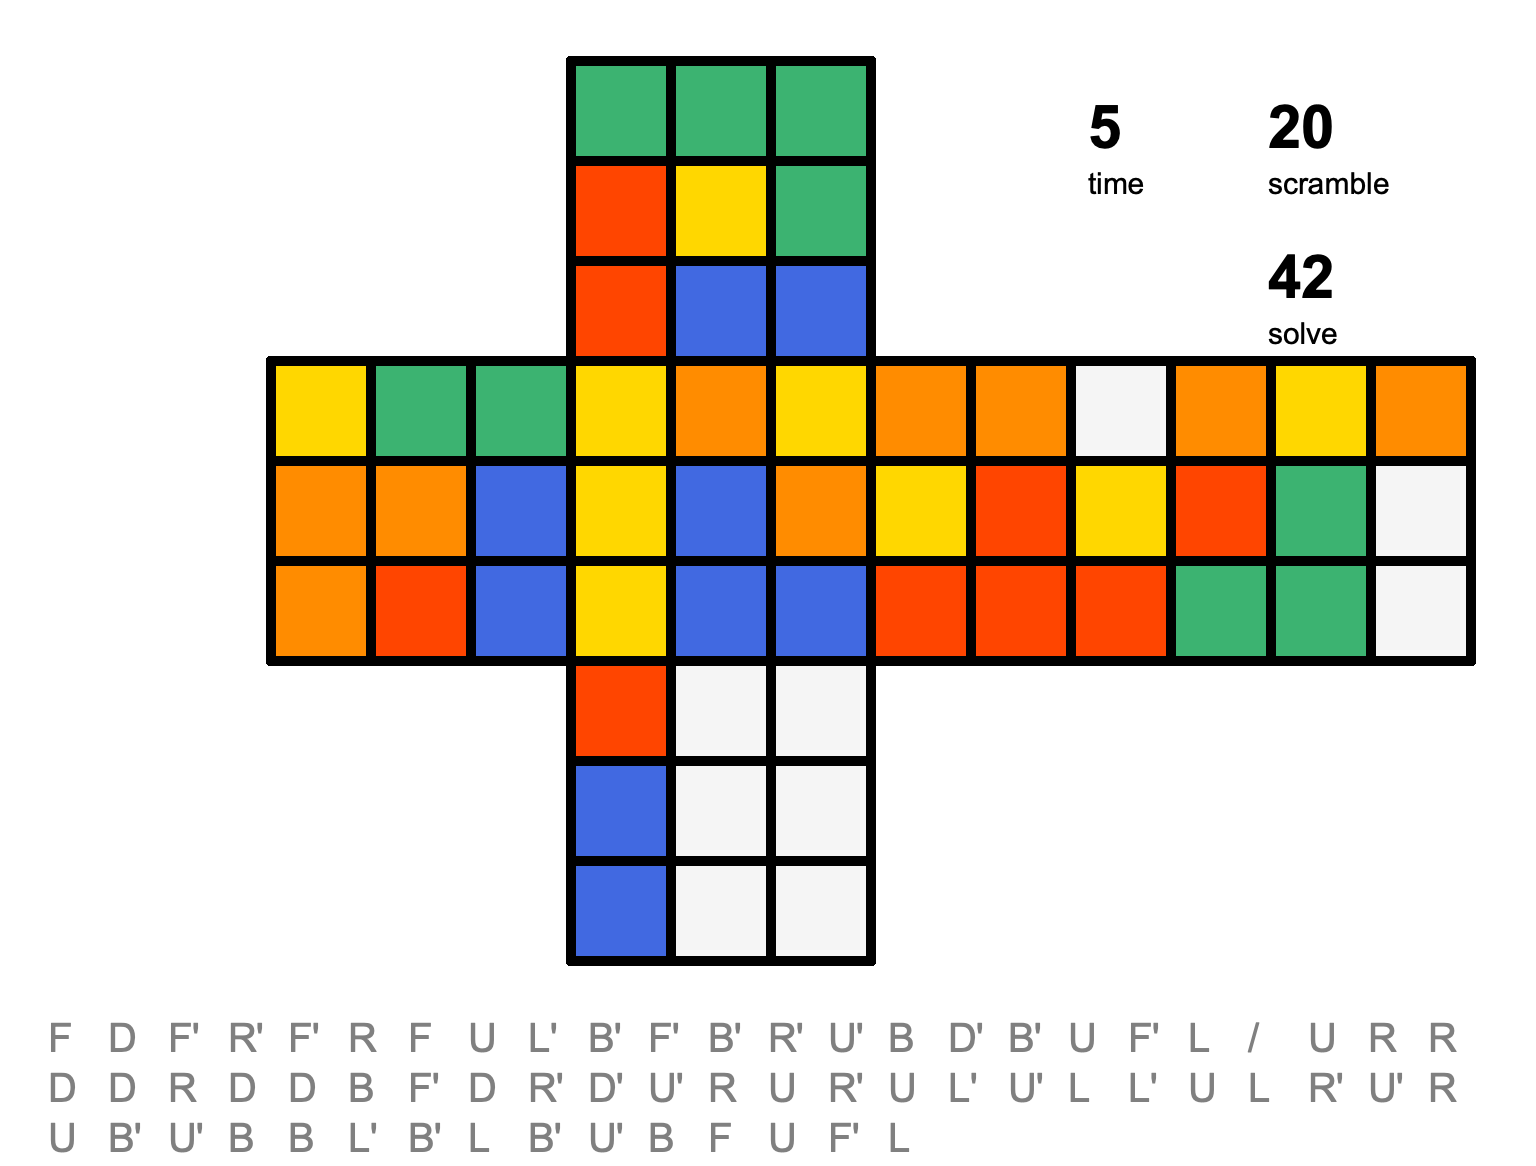 5 20
time scramble
42
solve
F D F' R' F' R F U L' B' F' B' R' U' B D' B' U F' L / U R R
D D R D D B F' D R' D' U' R U R' U L' U' L L' U L R' U' R
U B' U' B B L' B' L B' U' B F U F' L